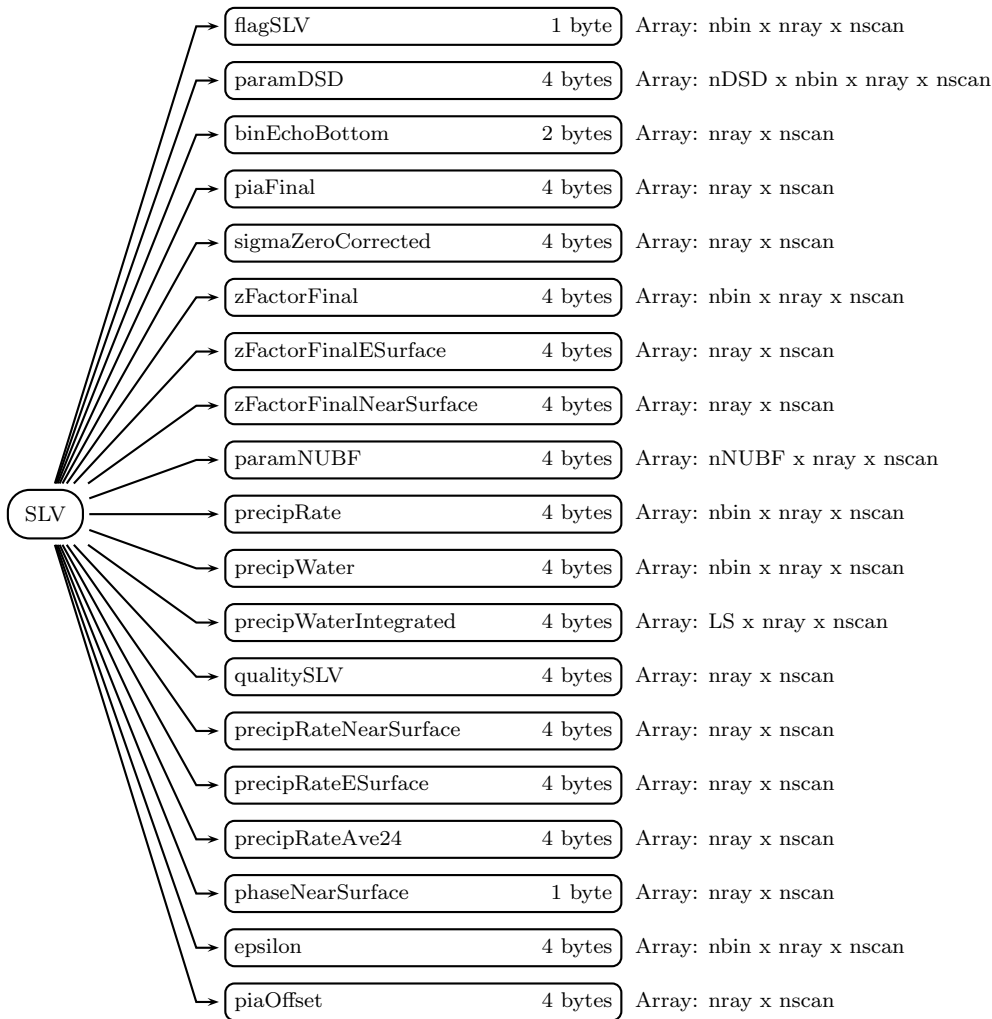 flagSLV 1 byte Array: nbin x nray x nscan
paramDSD 4 bytes Array: nDSD x nbin x nray x nscan
binEchoBottom 2 bytes Array: nray x nscan
piaFinal 4 bytes Array: nray x nscan
sigmaZeroCorrected 4 bytes Array: nray x nscan
zFactorFinal 4 bytes Array: nbin x nray x nscan
zFactorFinalESurface 4 bytes Array: nray x nscan
zFactorFinalNearSurface 4 bytes Array: nray x nscan
paramNUBF 4 bytes Array: nNUBF x nray x nscan
SLV precipRate 4 bytes Array: nbin x nray x nscan
precipWater 4 bytes Array: nbin x nray x nscan
precipWaterIntegrated 4 bytes Array: LS x nray x nscan
qualitySLV 4 bytes Array: nray x nscan
precipRateNearSurface 4 bytes Array: nray x nscan
precipRateESurface 4 bytes Array: nray x nscan
precipRateAve24 4 bytes Array: nray x nscan
phaseNearSurface 1 byte Array: nray x nscan
epsilon 4 bytes Array: nbin x nray x nscan
piaOffset 4 bytes Array: nray x nscan